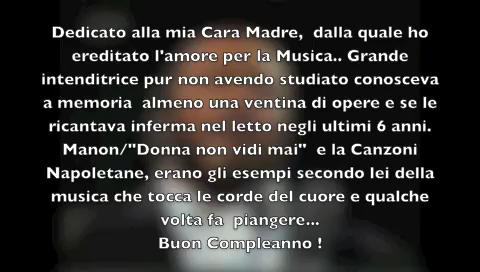 Dedicato alla mia Cara Madre,  dalla quale ho
ereditato l'amore per la Musica.. Grande
intenditrice pur non avendo studiato conosceva
a memoria  almeno una ventina di opere e se le
ricantava inferma nel letto negli ultimi 6 anni.
Manon/"Donna non vidi mai"  e la Canzoni
Napoletane, erano gli esempi secondo lei della
musica che tocca le corde del cuore e qualche
volta fa  piangere...
Buon Compleanno !